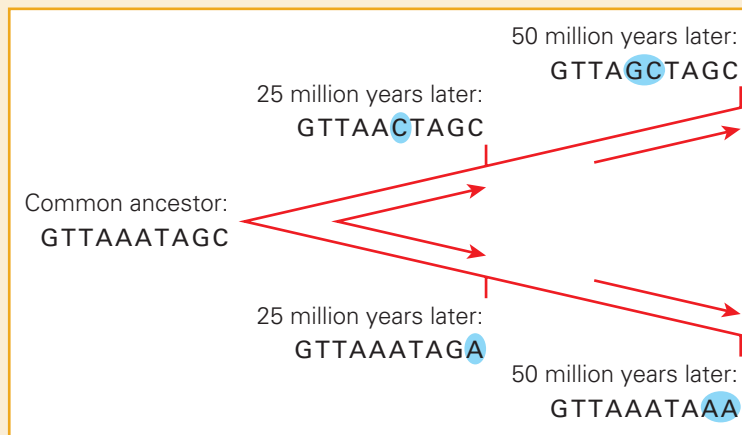 50 million years later:
GTTAGCTAGC
25 million years later:
GTTAACTAGC
Common ancestor:
GTTAAATAGC
25 million years later:
GTTAAATAGA
50 million years later:
GTTAAATAAA